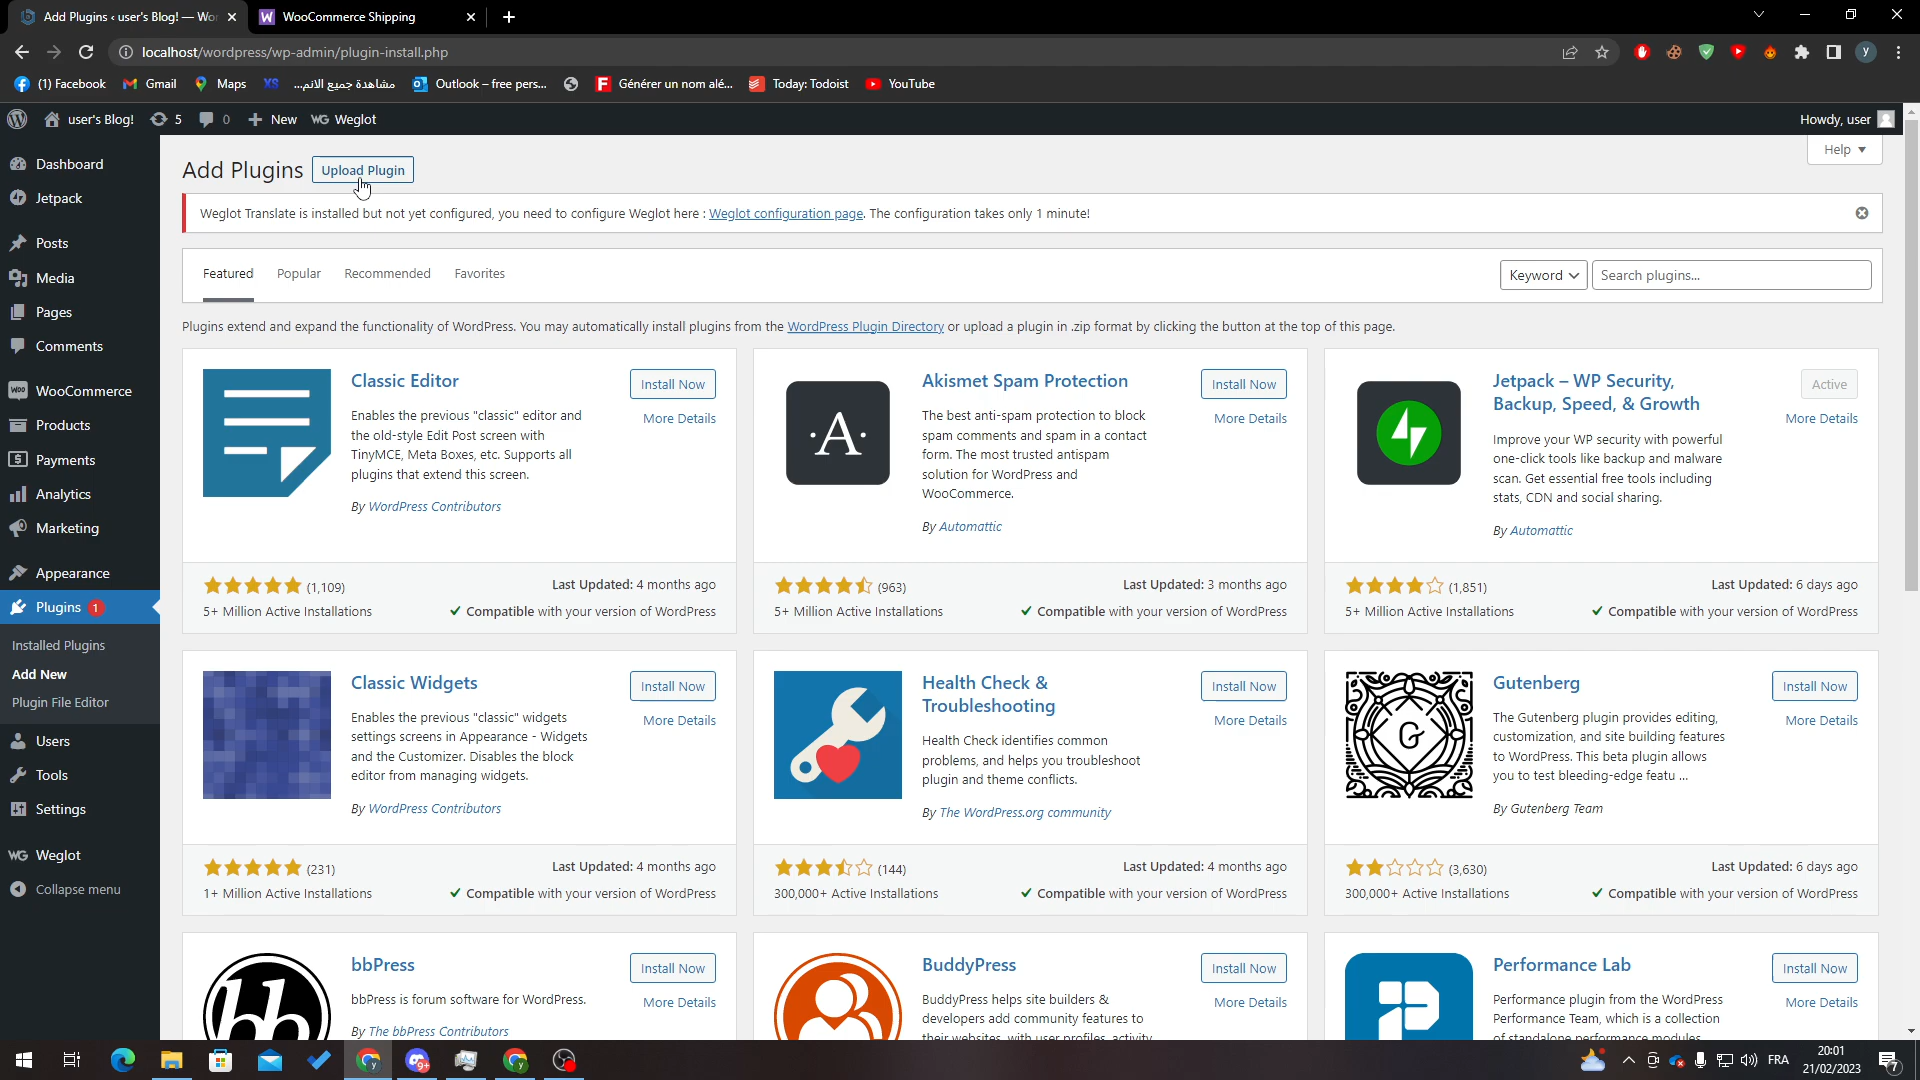 Add Plugins ‹ user's Blog! — Wor
WooCommerce Shipping
localhost/wordpress/wp-admin/plugin-install.php
y
(1) Facebook
Gmail
Maps
XS
مشاهدة جميع الانم...
Outlook – free pers...
Générer un nom alé...
Today: Todoist
YouTube
user's Blog!
5
0
New
WG Weglot
Howdy, user
Dashboard
Jetpack
Posts
Media
Pages
Comments
WooCommerce
Products
Payments
Analytics
Marketing
Appearance
Plugins 1
Installed Plugins
Add New
Plugin File Editor
Users
Tools
Settings
WG Weglot
Collapse menu
Help
Add Plugins
Upload Plugin
Weglot Translate is installed but not yet configured, you need to configure Weglot here : Weglot configuration page. The configuration takes only 1 minute!
Featured
Popular
Recommended
Favorites
Keyword
Search plugins...
Plugins extend and expand the functionality of WordPress. You may automatically install plugins from the WordPress Plugin Directory or upload a plugin in .zip format by clicking the button at the top of this page.
Classic Editor
Install Now
More Details
Enables the previous "classic" editor and
the old-style Edit Post screen with
TinyMCE, Meta Boxes, etc. Supports all
plugins that extend this screen.
By WordPress Contributors
(1,109)
5+ Million Active Installations
Last Updated: 4 months ago
Compatible with your version of WordPress
·A·
Akismet Spam Protection
Install Now
More Details
The best anti-spam protection to block
spam comments and spam in a contact
form. The most trusted antispam
solution for WordPress and
WooCommerce.
By Automattic
(963)
5+ Million Active Installations
Last Updated: 3 months ago
Compatible with your version of WordPress
Jetpack – WP Security,
Backup, Speed, & Growth
Active
More Details
Improve your WP security with powerful
one-click tools like backup and malware
scan. Get essential free tools including
stats, CDN and social sharing.
By Automattic
(1,851)
5+ Million Active Installations
Last Updated: 6 days ago
Compatible with your version of WordPress
Classic Widgets
Install Now
More Details
Enables the previous "classic" widgets
settings screens in Appearance - Widgets
and the Customizer. Disables the block
editor from managing widgets.
By WordPress Contributors
(231)
1+ Million Active Installations
Last Updated: 4 months ago
Compatible with your version of WordPress
Health Check &
Troubleshooting
Install Now
More Details
Health Check identifies common
problems, and helps you troubleshoot
plugin and theme conflicts.
By The WordPress.org community
(144)
300,000+ Active Installations
Last Updated: 4 months ago
Compatible with your version of WordPress
G
Gutenberg
Install Now
More Details
The Gutenberg plugin provides editing,
customization, and site building features
to WordPress. This beta plugin allows
you to test bleeding-edge featu ...
By Gutenberg Team
(3,630)
300,000+ Active Installations
Last Updated: 6 days ago
Compatible with your version of WordPress
bb
bbPress
Install Now
More Details
bbPress is forum software for WordPress.
By The bbPress Contributors
BuddyPress
Install Now
More Details
BuddyPress helps site builders &
developers add community features to
their websites, with user profiles, activity
Performance Lab
Install Now
More Details
Performance plugin from the WordPress
Performance Team, which is a collection
of standalone performance modules.
FRA
20:01
21/02/2023
7